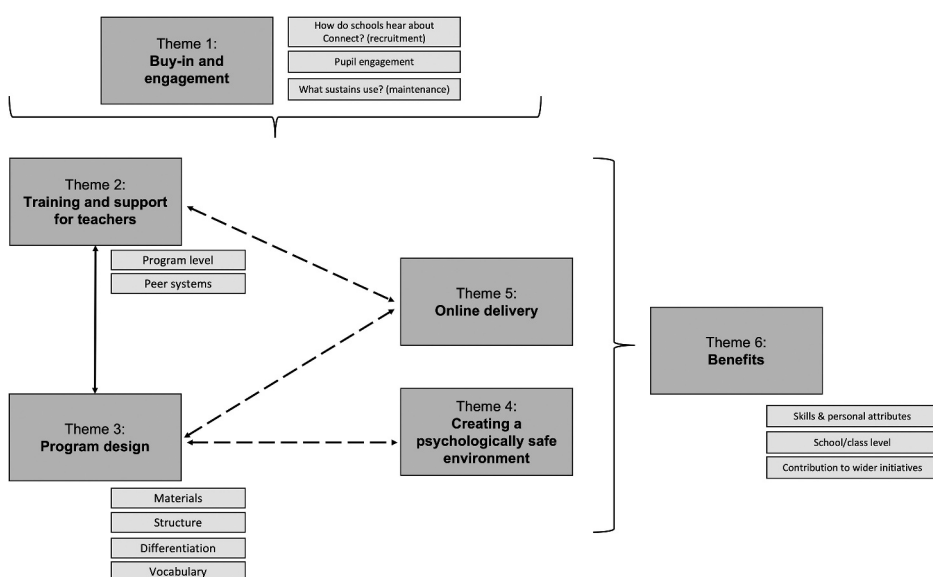 Theme 1:
Buy-in and
engagement
How do schools hear about
Connect? (recruitment)
Pupil engagement
What sustains use? (maintenance)
Theme 2:
Training and support
for teachers
Program level
Peer systems
Theme 3:
Program design
Materials
Structure
Differentiation
Vocabulary
Theme 5:
Online delivery
Theme 4:
Creating a
psychologically safe
environment
Theme 6:
Benefits
Skills & personal attributes
School/class level
Contribution to wider initiatives